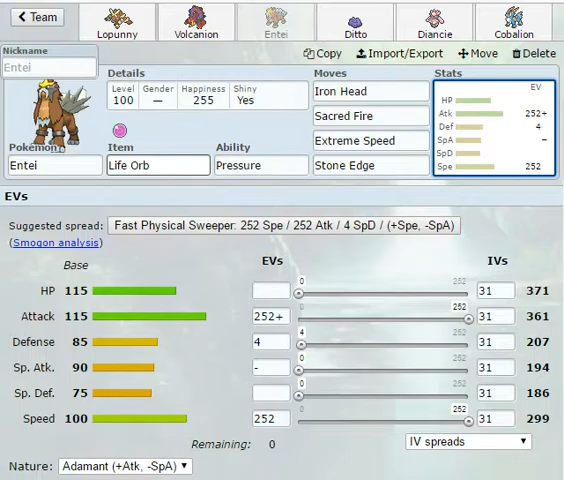 < Team
Lopunny Volcanion Entei Ditto Diancie Cobalion
Nickname
Entei
Copy Import/Export Move Delete
Details
Level Gender Happiness Shiny
100 — 255 Yes
Moves
Iron Head
Sacred Fire
Extreme Speed
Stone Edge
Stats
EV
HP
Atk 252+
Def 4
SpA –
SpD
Spe 252
Pokémon Item Ability
Entei Life Orb Pressure
EVs
Suggested spread: Fast Physical Sweeper: 252 Spe / 252 Atk / 4 SpD / (+Spe, -SpA)
(Smogon analysis)
Base EVs IVs
HP 115 0 252 31 371
Attack 115 252+ 0 252 31 361
Defense 85 4 4 252 31 207
Sp. Atk. 90 - 0 252 31 194
Sp. Def. 75 0 252 31 186
Speed 100 252 0 252 31 299
Remaining: 0 IV spreads
Nature: Adamant (+Atk, -SpA)